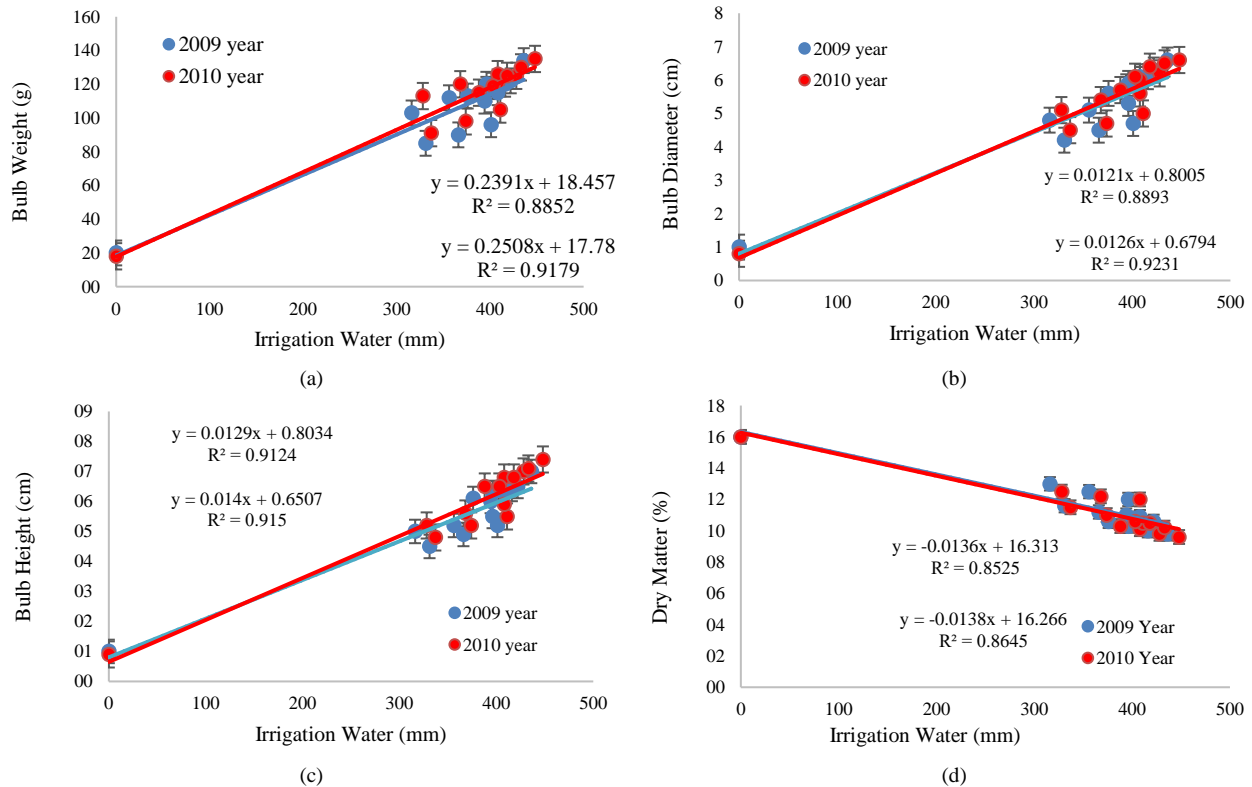 160
140
120
100
80
60
40
20
00
Bulb Weight (g)
2009 year
2010 year
y = 0.2391x + 18.457
R² = 0.8852
y = 0.2508x + 17.78
R² = 0.9179
0 100 200 300 400 500
Irrigation Water (mm)
(a)
8
7
6
5
4
3
2
1
0
Bulb Diameter (cm)
2009 year
2010 year
y = 0.0121x + 0.8005
R² = 0.8893
y = 0.0126x + 0.6794
R² = 0.9231
0 100 200 300 400 500
Irrigation Water (mm)
(b)
09
08
07
06
05
04
03
02
01
00
Bulb Height (cm)
y = 0.0129x + 0.8034
R² = 0.9124
y = 0.014x + 0.6507
R² = 0.915
2009 year
2010 year
0 100 200 300 400 500
Irrigation Water (mm)
(c)
18
16
14
12
10
08
06
04
02
00
Dry Matter (%)
y = -0.0136x + 16.313
R² = 0.8525
y = -0.0138x + 16.266
R² = 0.8645
2009 Year
2010 Year
0 100 200 300 400 500
Irrigation Water (mm)
(d)